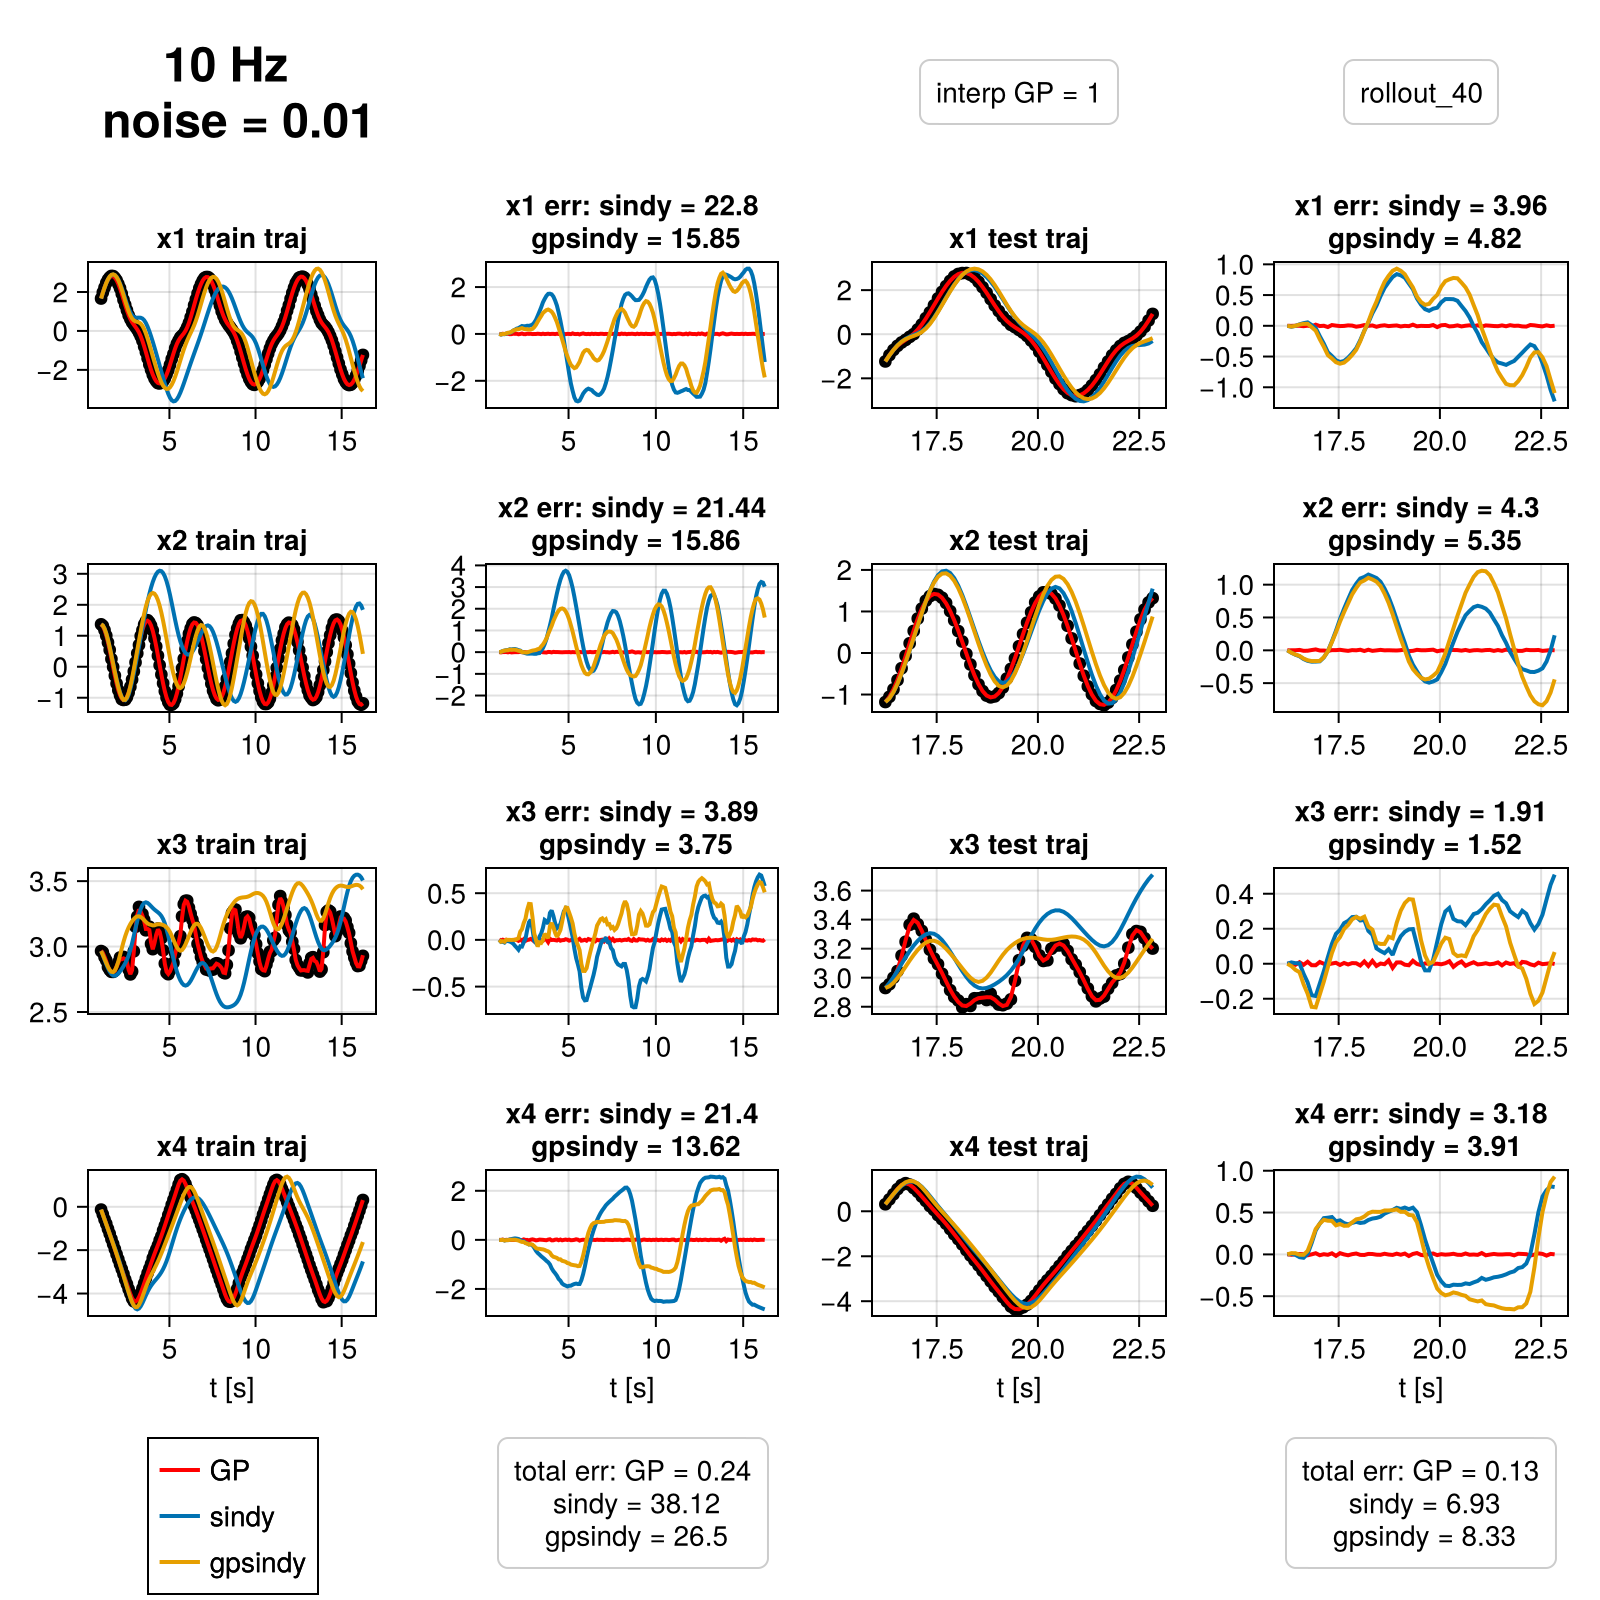 10 Hz
noise = 0.01
interp GP = 1
rollout_40
x1 train traj
2
0
−2
5
10
15
x1 err: sindy = 22.8
gpsindy = 15.85
2
0
−2
5
10
15
x1 test traj
2
0
−2
17.5
20.0
22.5
x1 err: sindy = 3.96
gpsindy = 4.82
1.0
0.5
0.0
−0.5
−1.0
17.5
20.0
22.5
x2 train traj
3
2
1
0
−1
5
10
15
x2 err: sindy = 21.44
gpsindy = 15.86
4
3
2
1
0
−1
−2
5
10
15
x2 test traj
2
1
0
−1
17.5
20.0
22.5
x2 err: sindy = 4.3
gpsindy = 5.35
1.0
0.5
0.0
−0.5
17.5
20.0
22.5
x3 train traj
3.5
3.0
2.5
5
10
15
x3 err: sindy = 3.89
gpsindy = 3.75
0.5
0.0
−0.5
5
10
15
x3 test traj
3.6
3.4
3.2
3.0
2.8
17.5
20.0
22.5
x3 err: sindy = 1.91
gpsindy = 1.52
0.4
0.2
0.0
−0.2
17.5
20.0
22.5
x4 train traj
0
−2
−4
5
10
15
t [s]
x4 err: sindy = 21.4
gpsindy = 13.62
2
0
−2
5
10
15
t [s]
x4 test traj
0
−2
−4
17.5
20.0
22.5
t [s]
x4 err: sindy = 3.18
gpsindy = 3.91
1.0
0.5
0.0
−0.5
17.5
20.0
22.5
t [s]
GP
sindy
gpsindy
total err: GP = 0.24
sindy = 38.12
gpsindy = 26.5
total err: GP = 0.13
sindy = 6.93
gpsindy = 8.33